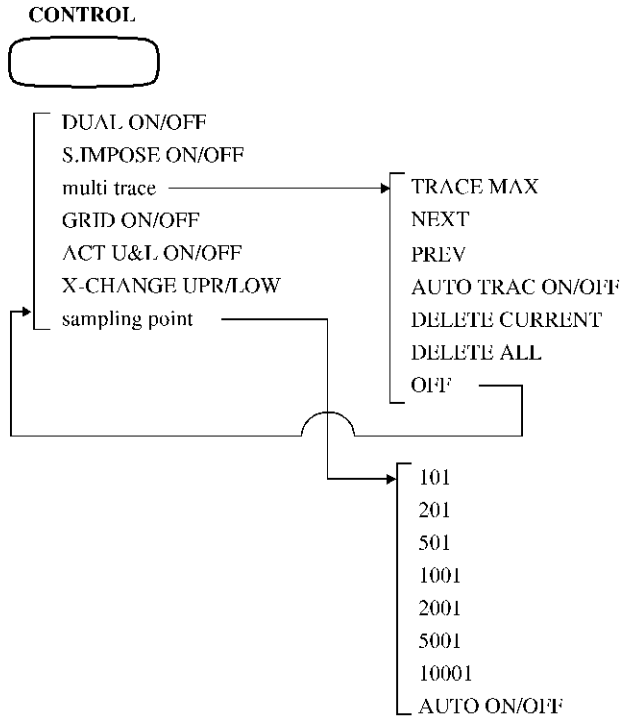 CONTROL
DUAL ON/OFF
S.IMPOSE ON/OFF
multi trace
GRID ON/OFF
ACT U&L ON/OFF
X-CHANGE UPR/LOW
sampling point
TRACE MAX
NEXT
PREV
AUTO TRAC ON/OFF
DELETE CURRENT
DELETE ALL
OFF
101
201
501
1001
2001
5001
10001
AUTO ON/OFF